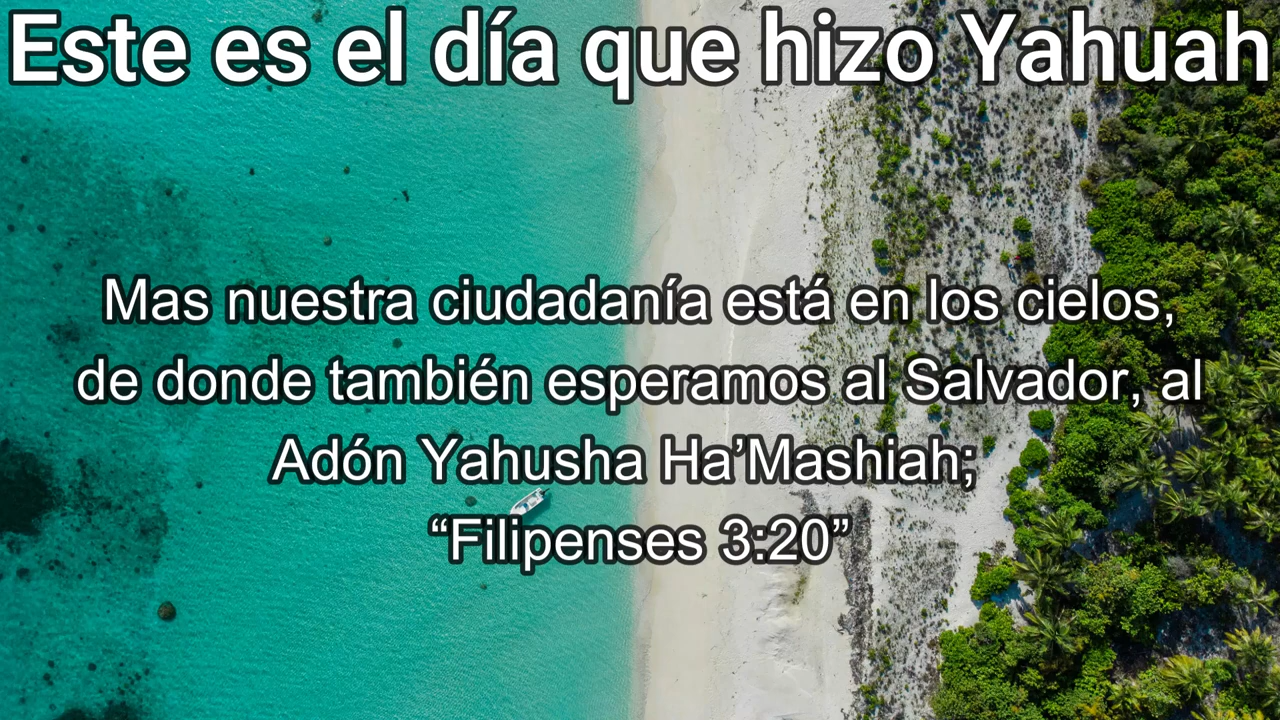 Este es el día que hizo Yahuah
Mas nuestra ciudadanía está en los cielos,
de donde también esperamos al Salvador, al
Adón Yahusha Ha’Mashiah;
“Filipenses 3:20”